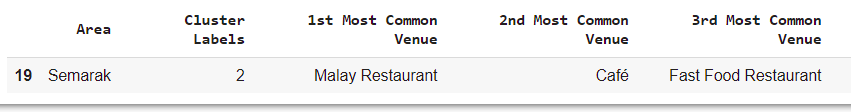 Area Cluster Labels 1st Most Common Venue 2nd Most Common Venue 3rd Most Common Venue
19 Semarak 2 Malay Restaurant Café Fast Food Restaurant